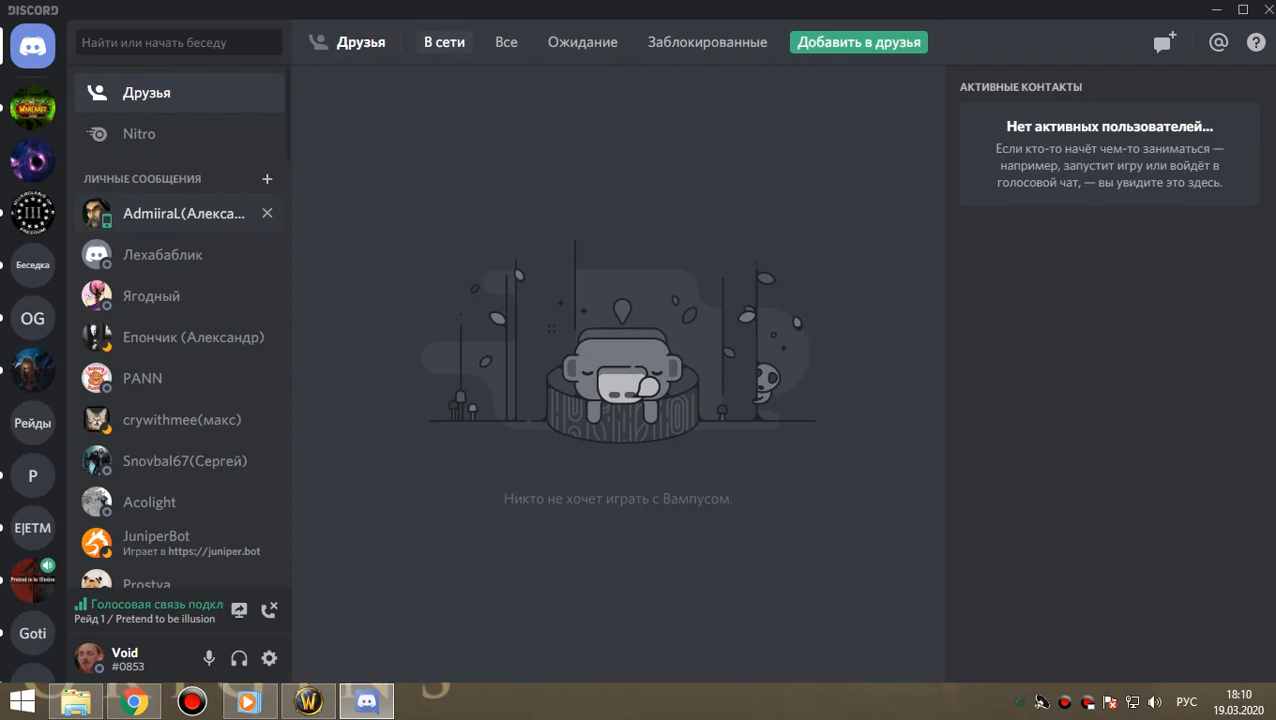 DISCORD
Найти или начать беседу
Друзья
В сети
Все
Ожидание
Заблокированные
Добавить в друзья
Друзья
Nitro
ЛИЧНЫЕ СООБЩЕНИЯ
AdmiiraL(Алекса...
Лехабаблик
Ягодный
Епончик (Александр)
PANN
crywithmee(макс)
Snovbal67(Сергей)
Acolight
JuniperBot
Играет в https://juniper.bot
Prostya
Голосовая связь подкл
Рейд 1 / Pretend to be illusion
Void
#0853
Беседка
OG
Рейды
P
E|ETM
Pretend to be illusion
Goti
Никто не хочет играть с Вампусом.
АКТИВНЫЕ КОНТАКТЫ
Нет активных пользователей...
Если кто-то начёт чем-то заниматься —
например, запустит игру или войдёт в
голосовой чат, — вы увидите это здесь.
РУС
18:10
19.03.2020